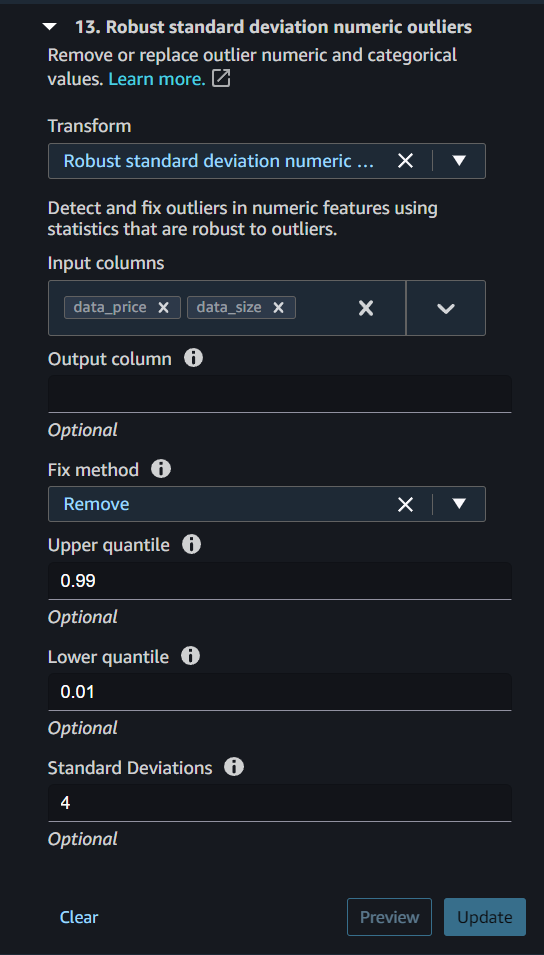 13. Robust standard deviation numeric outliers
Remove or replace outlier numeric and categorical
values. Learn more.
Transform
Robust standard deviation numeric ...
Detect and fix outliers in numeric features using
statistics that are robust to outliers.
Input columns
data_price data_size
Output column
Optional
Fix method
Remove
Upper quantile
0.99
Optional
Lower quantile
0.01
Optional
Standard Deviations
4
Optional
Clear Preview Update